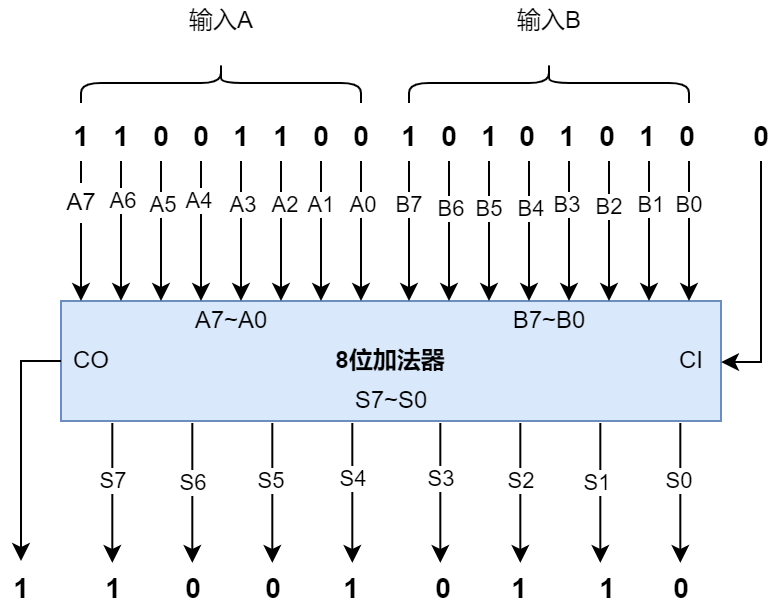 输入A 输入B
1 1 0 0 1 1 0 0 1 0 1 0 1 0 1 0 0
A7 A6 A5 A4 A3 A2 A1 A0 B7 B6 B5 B4 B3 B2 B1 B0
A7~A0 B7~B0
CO 8位加法器 CI
S7~S0
S7 S6 S5 S4 S3 S2 S1 S0
1 1 0 0 1 0 1 1 0